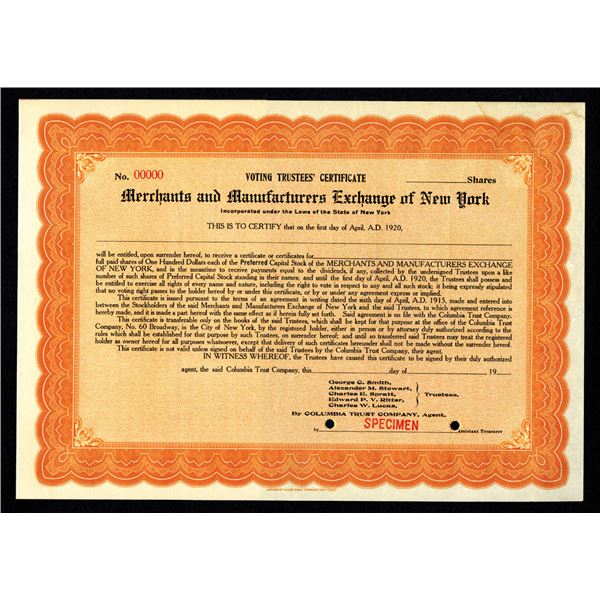 No. 00000 VOTING TRUSTEES' CERTIFICATE Shares
Merchants and Manufacturers Exchange of New York
Incorporated under the Laws of the State of New York
THIS IS TO CERTIFY that on the first day of April, A.D. 1920,
will be entitled, upon surrender hereof, to receive a certificate or certificates for
full paid shares of One Hundred Dollars each of the Preferred Capital Stock of the MERCHANTS AND MANUFACTURERS EXCHANGE
OF NEW YORK, and in the meantime to receive payments equal to the dividends, if any, collected by the undersigned Trustees upon a like
number of such shares of Preferred Capital Stock standing in their names; and until the first day of April, A.D. 1920, the Trustees shall possess and
be entitled to exercise all rights of every name and nature, including the right to vote in respect to any and all such stock; it being expressly stipulated
that no voting right passes to the holder hereof by or under this certificate, or by or under any agreement express or implied.
This certificate is issued pursuant to the terms of an agreement in writing dated the sixth day of April, A.D. 1915, made and entered into
between the Stockholders of the said Merchants and Manufacturers Exchange of New York and the Trustees, to which agreement reference is
hereby made, and it is made a part hereof with the same effect as if herein fully set forth. Said agreement is on file with the Columbia Trust Company.
This certificate is transferable only on the books of the said Trustees, which shall be kept for that purpose at the office of the Columbia Trust
Company, No. 60 Broadway, in the City of New York, by the registered holder, either in person or by attorney duly authorized according to the
rules which shall be established for that purpose by said Trustees, on surrender hereof; and until so transferred said Trustees may treat the registered
holder as owner hereof for all purposes whatsoever, except that delivery of such certificates hereunder shall not be made without the surrender hereof.
This certificate is not valid unless signed on behalf of the said Trustees by the Columbia Trust Company, their agent.
IN WITNESS WHEREOF, the Trustees have caused this certificate to be signed by their duly authorized
agent, the said Columbia Trust Company, this day of 19
George C. Smith,
Alexander M. Stewart,
Charles E. Spratt, Trustees,
Edward P. V. Ritter,
Charles W. Lucas,
By COLUMBIA TRUST COMPANY, Agent,
by SPECIMEN Assistant Treasurer